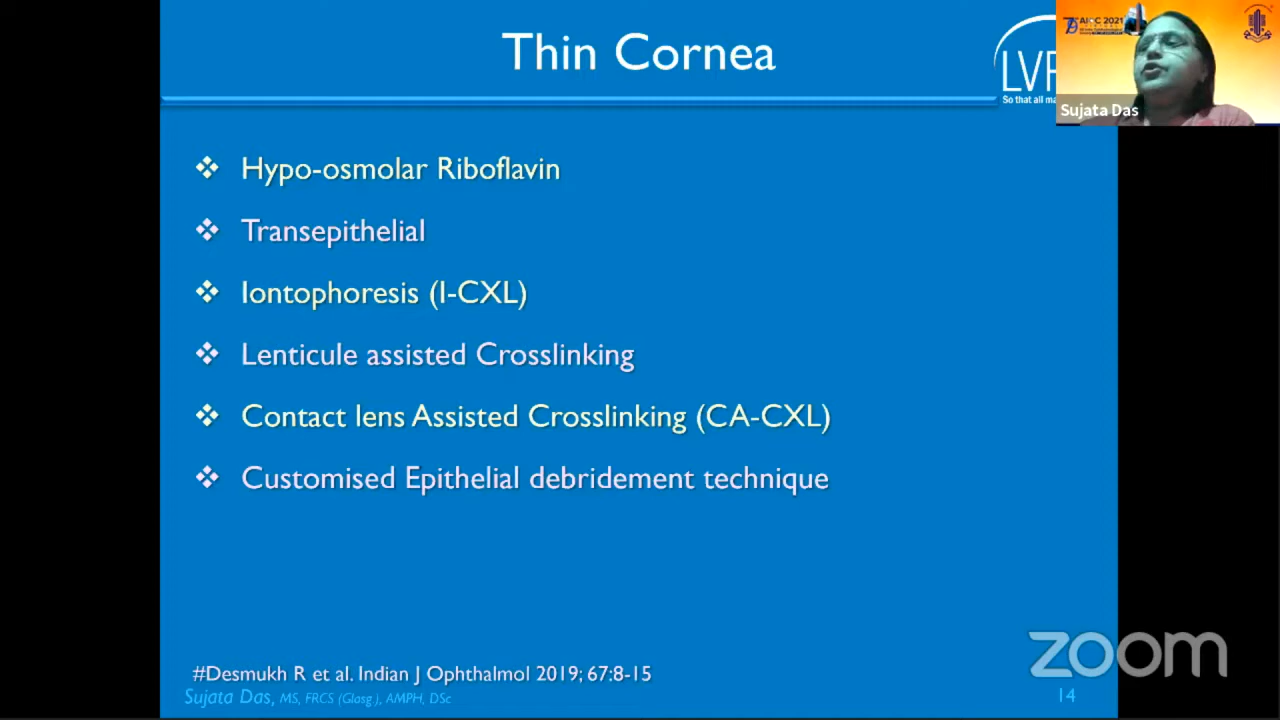 Thin Cornea
LVP
So that all ma
AIOC 2021
Sujata Das
❖ Hypo-osmolar Riboflavin
❖ Transepithelial
❖ Iontophoresis (I-CXL)
❖ Lenticule assisted Crosslinking
❖ Contact lens Assisted Crosslinking (CA-CXL)
❖ Customised Epithelial debridement technique
#Desmukh R et al. Indian J Ophthalmol 2019; 67:8-15
Sujata Das, MS, FRCS (Glasg.), AMPH, DSc
14
zoom